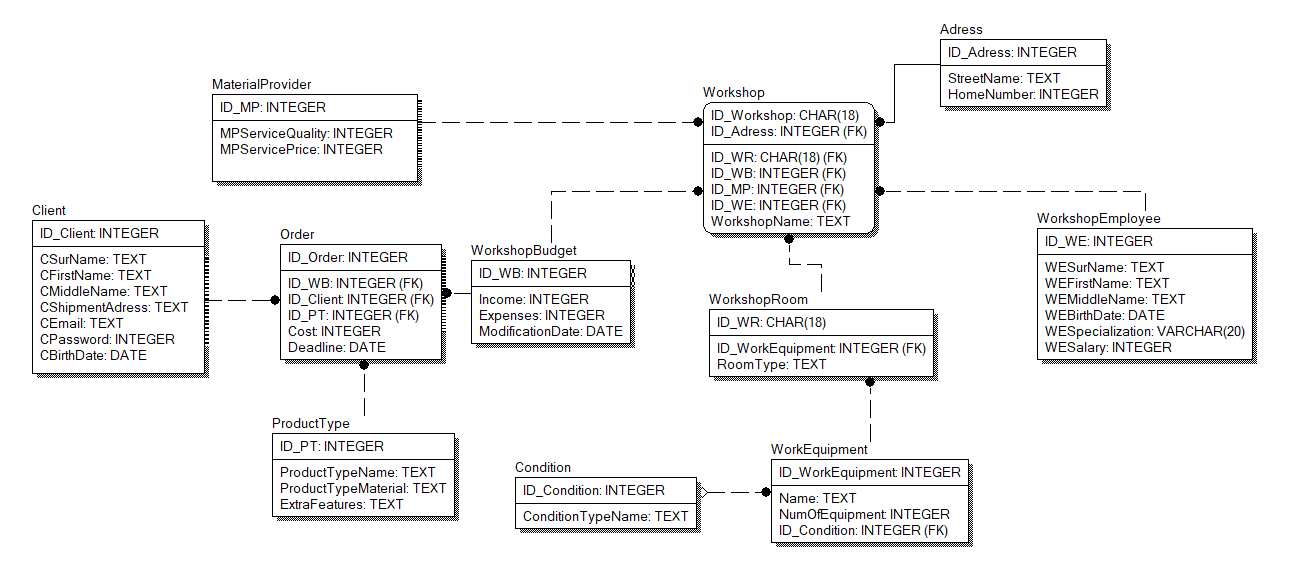 Adress
ID_Adress: INTEGER
StreetName: TEXT
HomeNumber: INTEGER
MaterialProvider
ID_MP: INTEGER
MPServiceQuality: INTEGER
MPServicePrice: INTEGER
Workshop
ID_Workshop: CHAR(18)
ID_Adress: INTEGER (FK)
ID_WR: CHAR(18) (FK)
ID_WB: INTEGER (FK)
ID_MP: INTEGER (FK)
ID_WE: INTEGER (FK)
WorkshopName: TEXT
Client
ID_Client: INTEGER
CSurName: TEXT
CFirstName: TEXT
CMiddleName: TEXT
CShipmentAdress: TEXT
CEmail: TEXT
CPassword: INTEGER
CBirthDate: DATE
Order
ID_Order: INTEGER
ID_WB: INTEGER (FK)
ID_Client: INTEGER (FK)
ID_PT: INTEGER (FK)
Cost: INTEGER
Deadline: DATE
WorkshopBudget
ID_WB: INTEGER
Income: INTEGER
Expenses: INTEGER
ModificationDate: DATE
WorkshopEmployee
ID_WE: INTEGER
WESurName: TEXT
WEFirstName: TEXT
WEMiddleName: TEXT
WEBirthDate: DATE
WESpecialization: VARCHAR(20)
WESalary: INTEGER
WorkshopRoom
ID_WR: CHAR(18)
ID_WorkEquipment: INTEGER (FK)
RoomType: TEXT
ProductType
ID_PT: INTEGER
ProductTypeName: TEXT
ProductTypeMaterial: TEXT
ExtraFeatures: TEXT
Condition
ID_Condition: INTEGER
ConditionTypeName: TEXT
WorkEquipment
ID_WorkEquipment: INTEGER
Name: TEXT
NumOfEquipment: INTEGER
ID_Condition: INTEGER (FK)